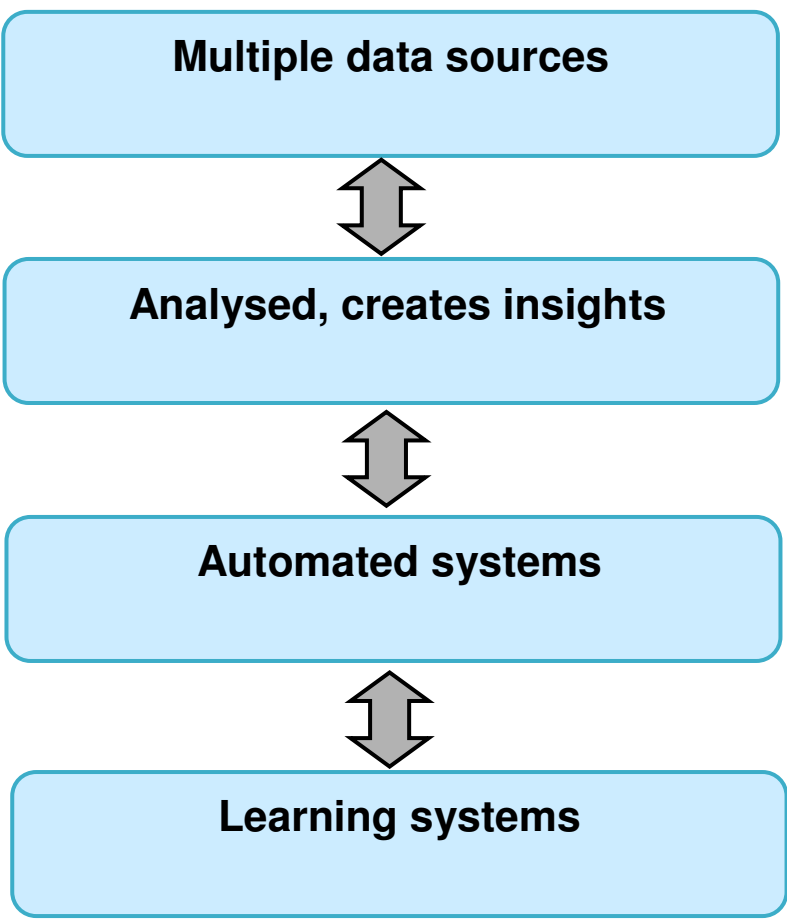 Multiple data sources
Analysed, creates insights
Automated systems
Learning systems